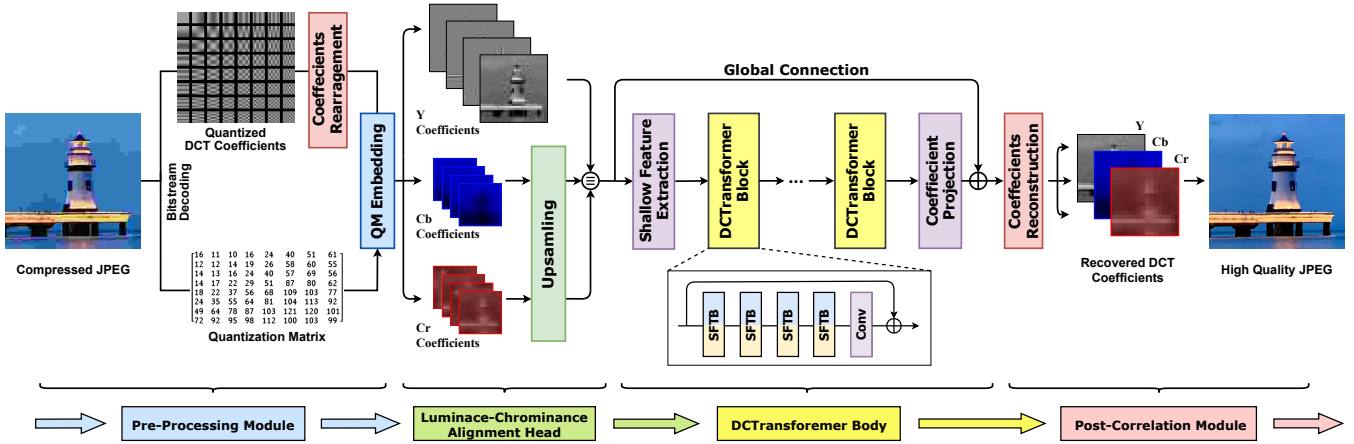 Compressed JPEG
Bitstream
Decoding
Quantized
DCT Coefficients
Coeffecients
Rearragement
16 11 10 16 24 40 51 61
12 12 14 19 26 58 60 55
14 13 16 24 40 57 69 56
14 17 22 29 51 87 80 62
18 22 37 56 68 109 103 77
24 35 55 64 81 104 113 92
49 64 78 87 103 121 120 101
72 92 95 98 112 100 103 99
Quantization Matrix
QM Embedding
Y
Coefficients
Cb
Coefficients
Cr
Coefficients
Upsamling
Global Connection
Shallow Feature
Extraction
DCTransformer
Block
...
DCTransformer
Block
Coeffiecient
Projection
SFTB
SFTB
SFTB
SFTB
Conv
Coeffecients
Reconstruction
Y
Cb
Cr
Recovered DCT
Coefficients
High Quality JPEG
Pre-Processing Module
Luminace-Chrominance
Alignment Head
DCTransforemer Body
Post-Correlation Module